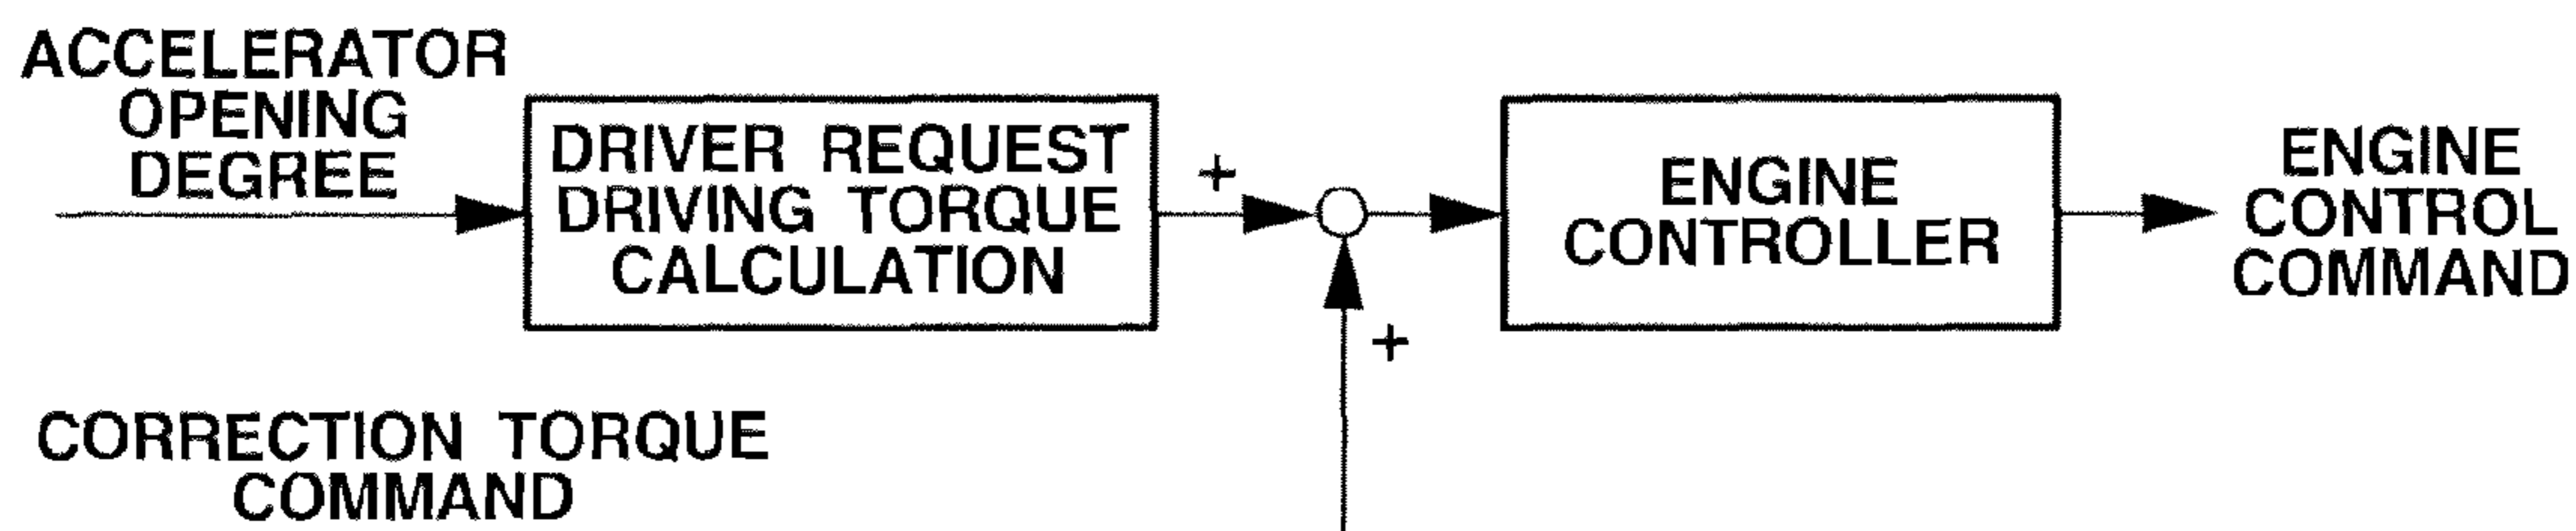 ACCELERATOR
OPENING
DEGREE
DRIVER REQUEST
DRIVING TORQUE
CALCULATION
+
+
ENGINE
CONTROLLER
ENGINE
CONTROL
COMMAND
CORRECTION TORQUE
COMMAND